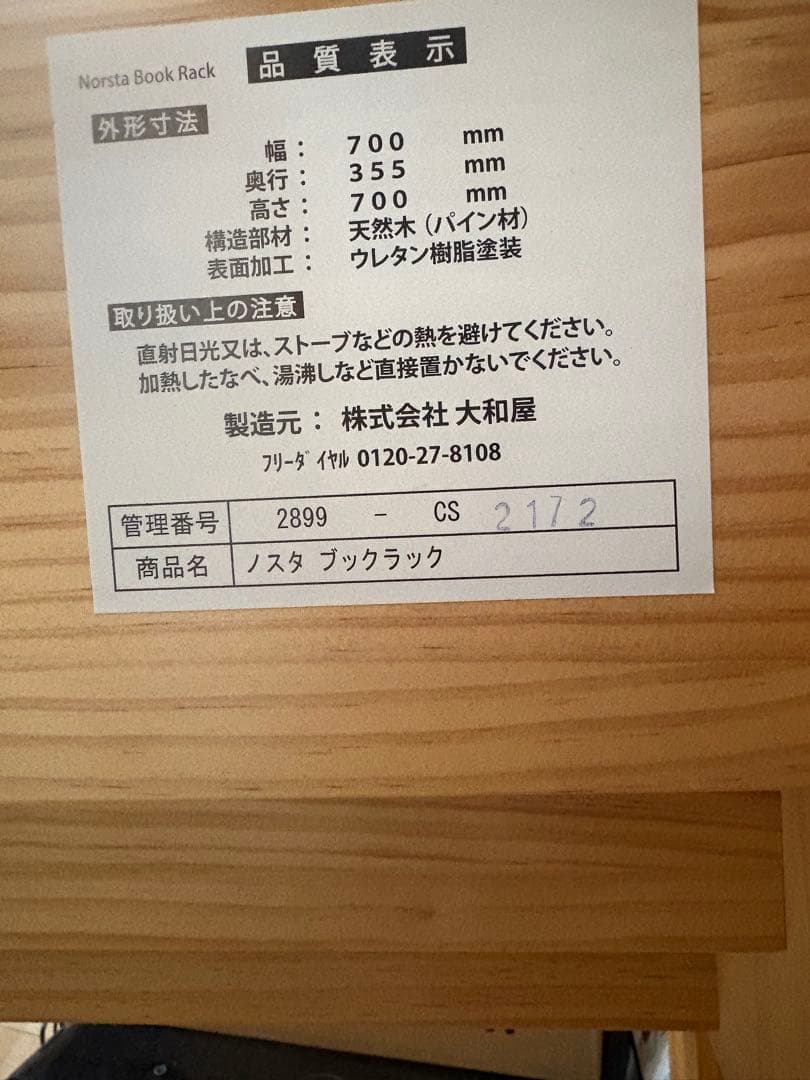 Norsta Book Rack 品質表示
外形寸法
幅： 700 mm
奥行： 355 mm
高さ： 700 mm
構造部材： 天然木（パイン材）
表面加工： ウレタン樹脂塗装
取り扱い上の注意
直射日光又は、ストーブなどの熱を避けてください。
加熱したなべ、湯沸しなど直接置かないでください。
製造元： 株式会社 大和屋
ﾌﾘｰﾀﾞｲﾔﾙ 0120-27-8108
管理番号 2899 － CS 2172
商品名 ノスタ ブックラック